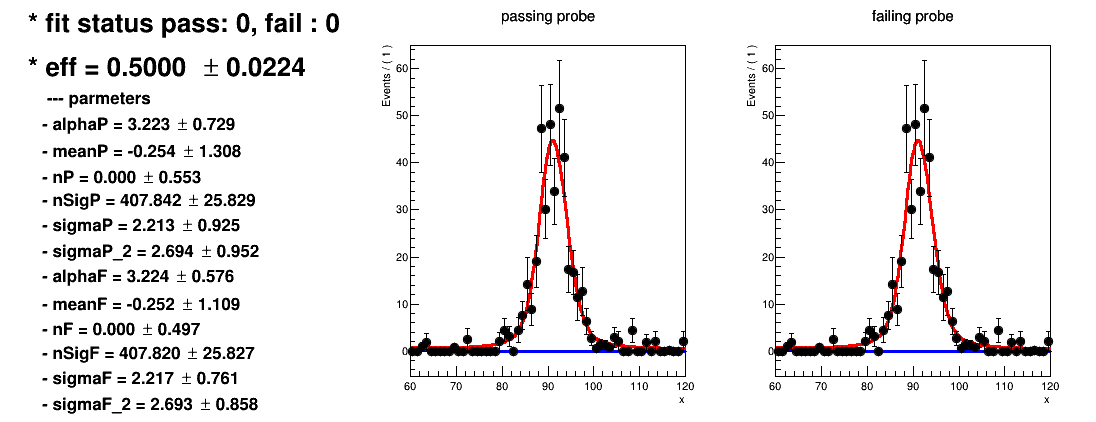 * fit status pass: 0, fail : 0
* eff = 0.5000 ± 0.0224
--- parmeters
- alphaP = 3.223 ± 0.729
- meanP = -0.254 ± 1.308
- nP = 0.000 ± 0.553
- nSigP = 407.842 ± 25.829
- sigmaP = 2.213 ± 0.925
- sigmaP_2 = 2.694 ± 0.952
- alphaF = 3.224 ± 0.576
- meanF = -0.252 ± 1.109
- nF = 0.000 ± 0.497
- nSigF = 407.820 ± 25.827
- sigmaF = 2.217 ± 0.761
- sigmaF_2 = 2.693 ± 0.858
passing probe
Events / ( 1 )
60
50
40
30
20
10
0
60 70 80 90 100 110 120
x
failing probe
Events / ( 1 )
60
50
40
30
20
10
0
60 70 80 90 100 110 120
x